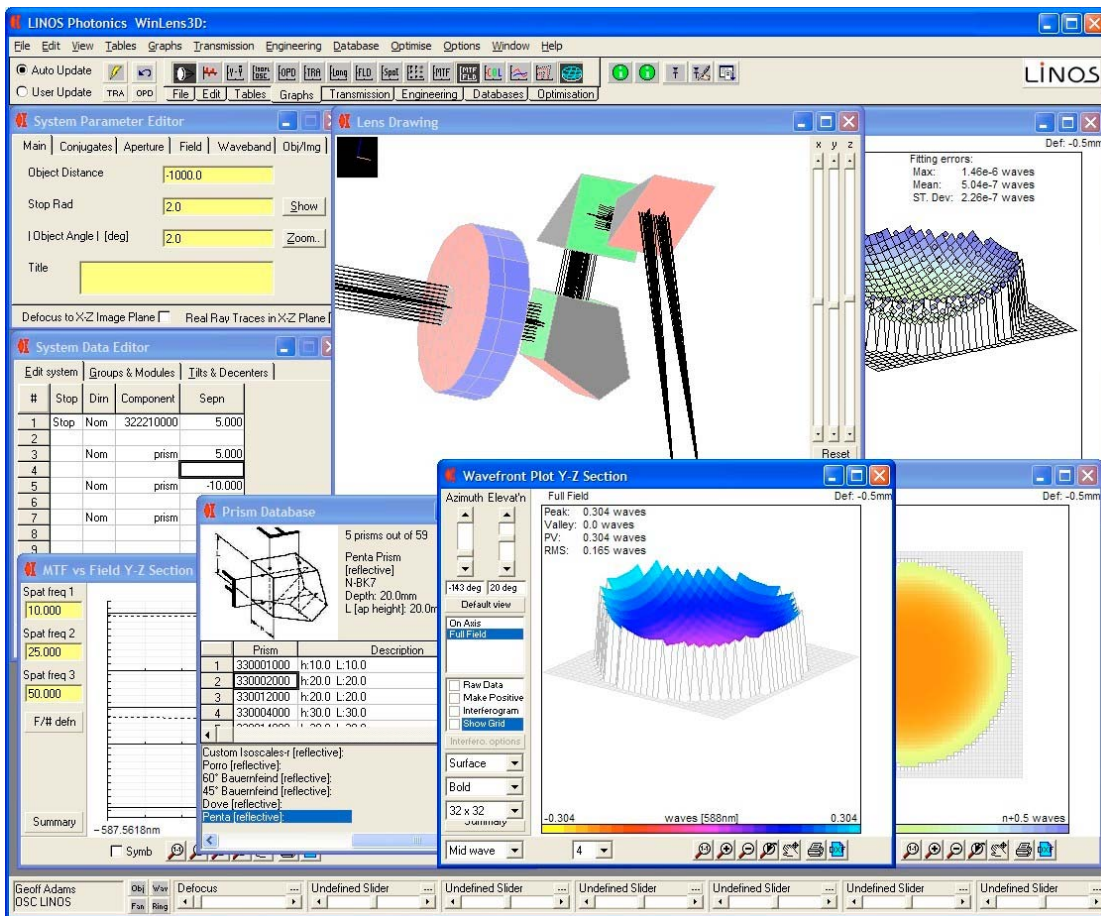 LINOS Photonics WinLens3D:
File Edit View Tables Graphs Transmission Engineering Database Optimise Options Window Help
Auto Update
User Update
TRA OPD
File Edit Tables Graphs Transmission Engineering Databases Optimisation
LINOS
System Parameter Editor
Main Conjugates Aperture Field Waveband Obj/Img
Object Distance -1000.0
Stop Rad 2.0 Show
| Object Angle | [deg] 2.0 Zoom..
Title
Defocus to X-Z Image Plane Real Ray Traces in X-Z Plane
Lens Drawing
x y z
Reset
Def: -0.5mm
Fitting errors:
Max: 1.46e-6 waves
Mean: 5.04e-7 waves
ST. Dev: 2.26e-7 waves
System Data Editor
Edit system Groups & Modules Tilts & Decenters
# Stop Dirn Component Sepn
1 Stop Nom 322210000 5.000
2
3 Nom prism 5.000
4
5 Nom prism -10.000
6
7 Nom prism
8
9
Prism Database
5 prisms out of 59
Penta Prism
[reflective]
N-BK7
Depth: 20.0mm
L [ap height]: 20.0m
Prism Description
1 330001000 h:10.0 L:10.0
2 330002000 h:20.0 L:20.0
3 330012000 h:20.0 L:20.0
4 330004000 h:30.0 L:30.0
Custom Isoscales-r [reflective]:
Porro [reflective]:
60° Bauernfeind [reflective]:
45° Bauernfeind [reflective]:
Dove [reflective]:
Penta [reflective]:
MTF vs Field Y-Z Section
Spat freq 1
10.000
Spat freq 2
25.000
Spat freq 3
50.000
F/# defn
Summary
587.5618nm
Symb
Wavefront Plot Y-Z Section
Azimuth Elevat'n
Full Field
Def: -0.5mm
Peak: 0.304 waves
Valley: 0.0 waves
PV: 0.304 waves
RMS: 0.165 waves
-143 deg 20 deg
Default view
On Axis
Full Field
Raw Data
Make Positive
Interferogram
Show Grid
Interfero. options
Surface
Bold
32 x 32
Summary
Mid wave
4
-0.304 waves [588nm] 0.304
Def: -0.5mm
n+0.5 waves
Geoff Adams
OSC LINOS
Obj Wav
Fan Ring
Defocus ... Undefined Slider ... Undefined Slider ... Undefined Slider ... Undefined Slider ... Undefined Slider ... Undefined Slider ...